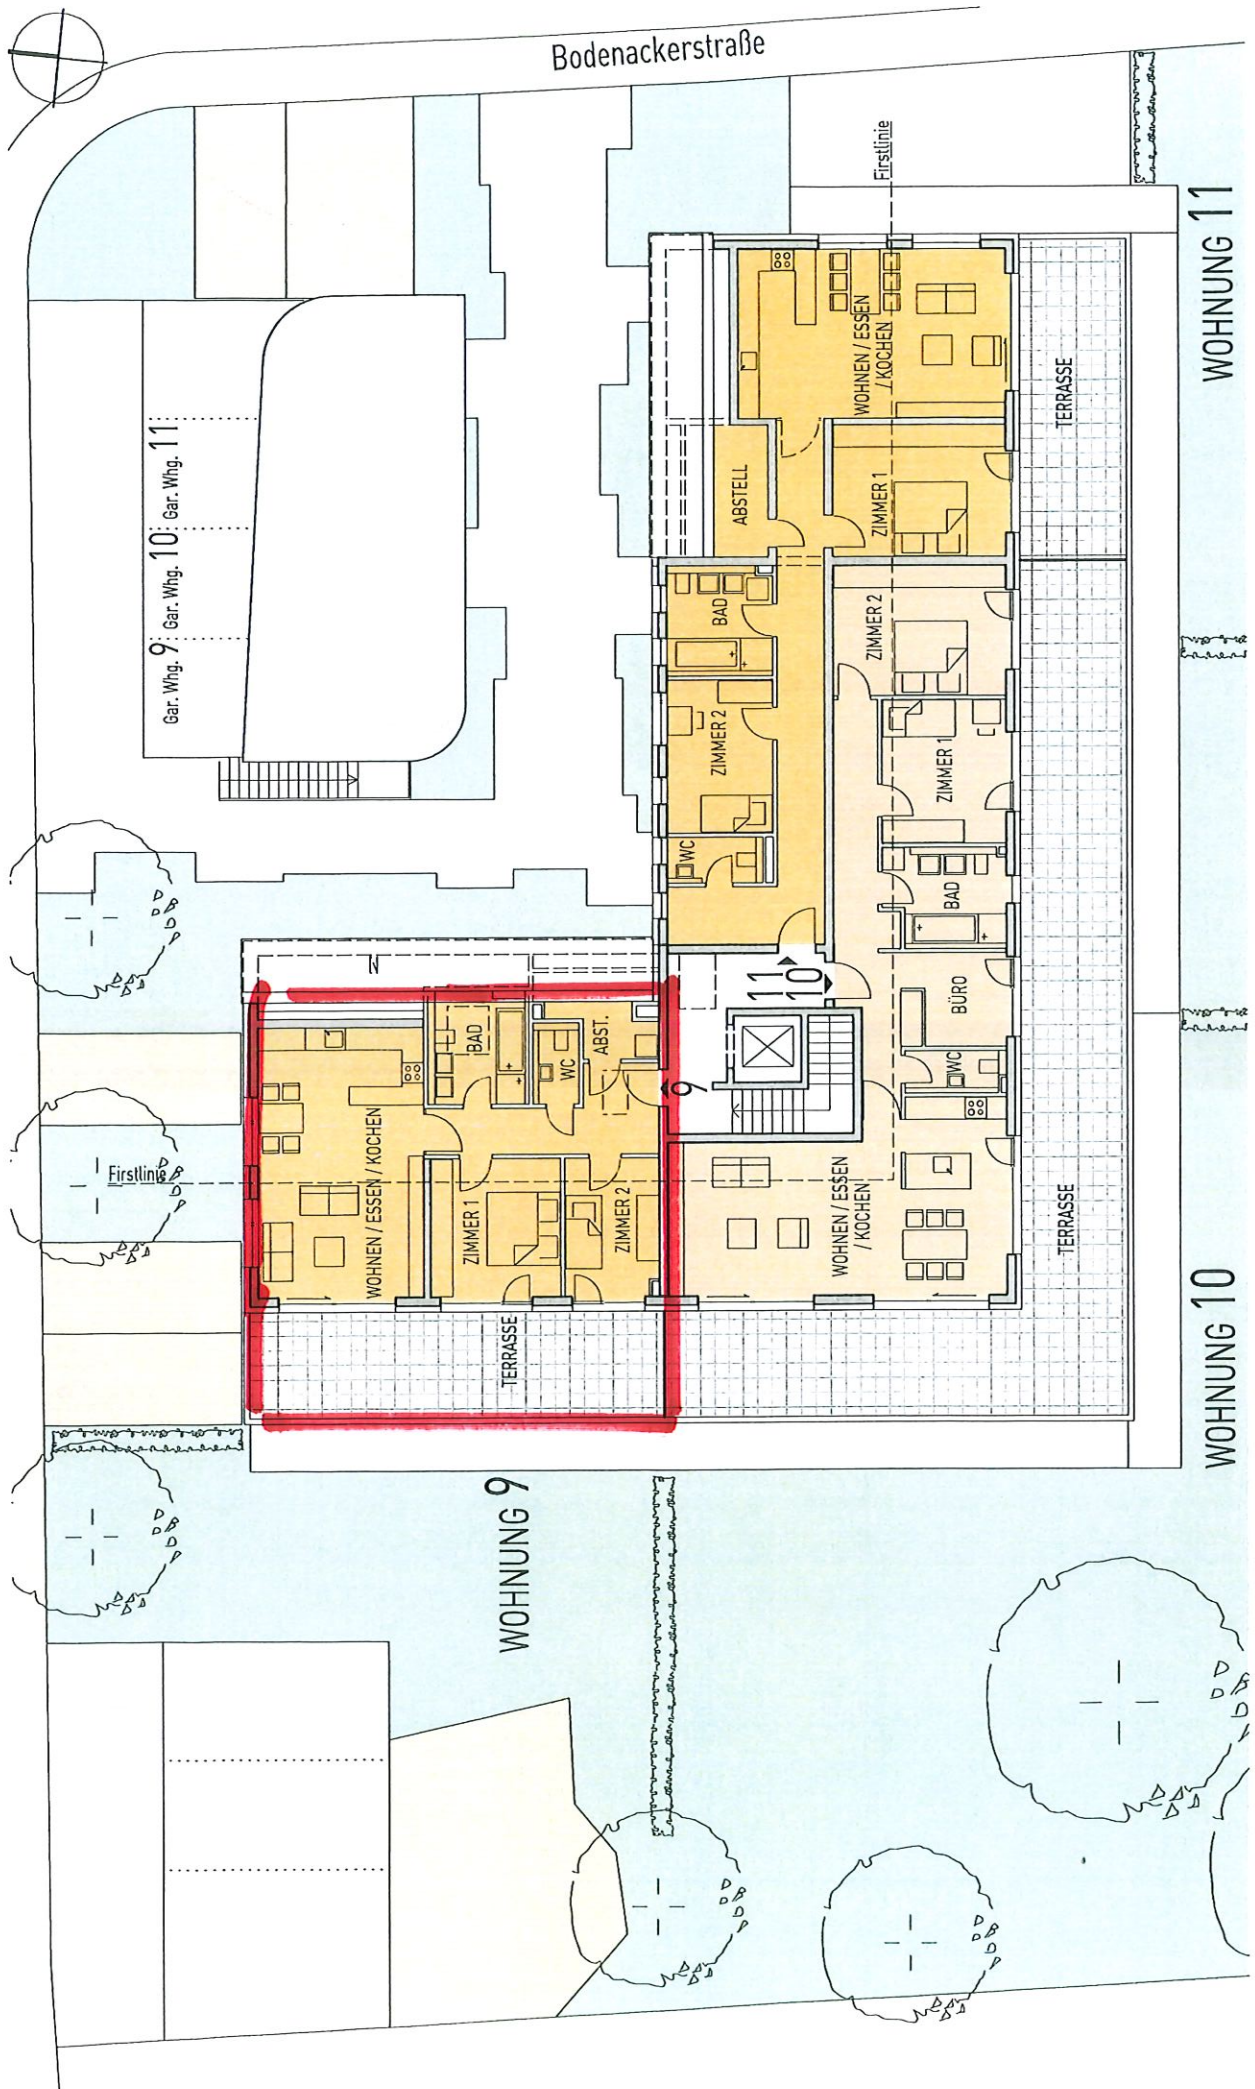 Bodenackerstraße
Firstlinie
WOHNUNG 11
WOHNEN / ESSEN
/ KOCHEN
TERRASSE
ABSTELL
ZIMMER 1
Gar. Whg. 9
Gar. Whg. 10
Gar. Whg. 11
BAD
ZIMMER 2
ZIMMER 2
ZIMMER 1
WC
BAD
11
10
BÜRO
WC
9
N
BAD
WC
ABST.
Firstlinie
WOHNEN / ESSEN / KOCHEN
ZIMMER 1
ZIMMER 2
WOHNEN / ESSEN
/ KOCHEN
TERRASSE
TERRASSE
WOHNUNG 10
WOHNUNG 9